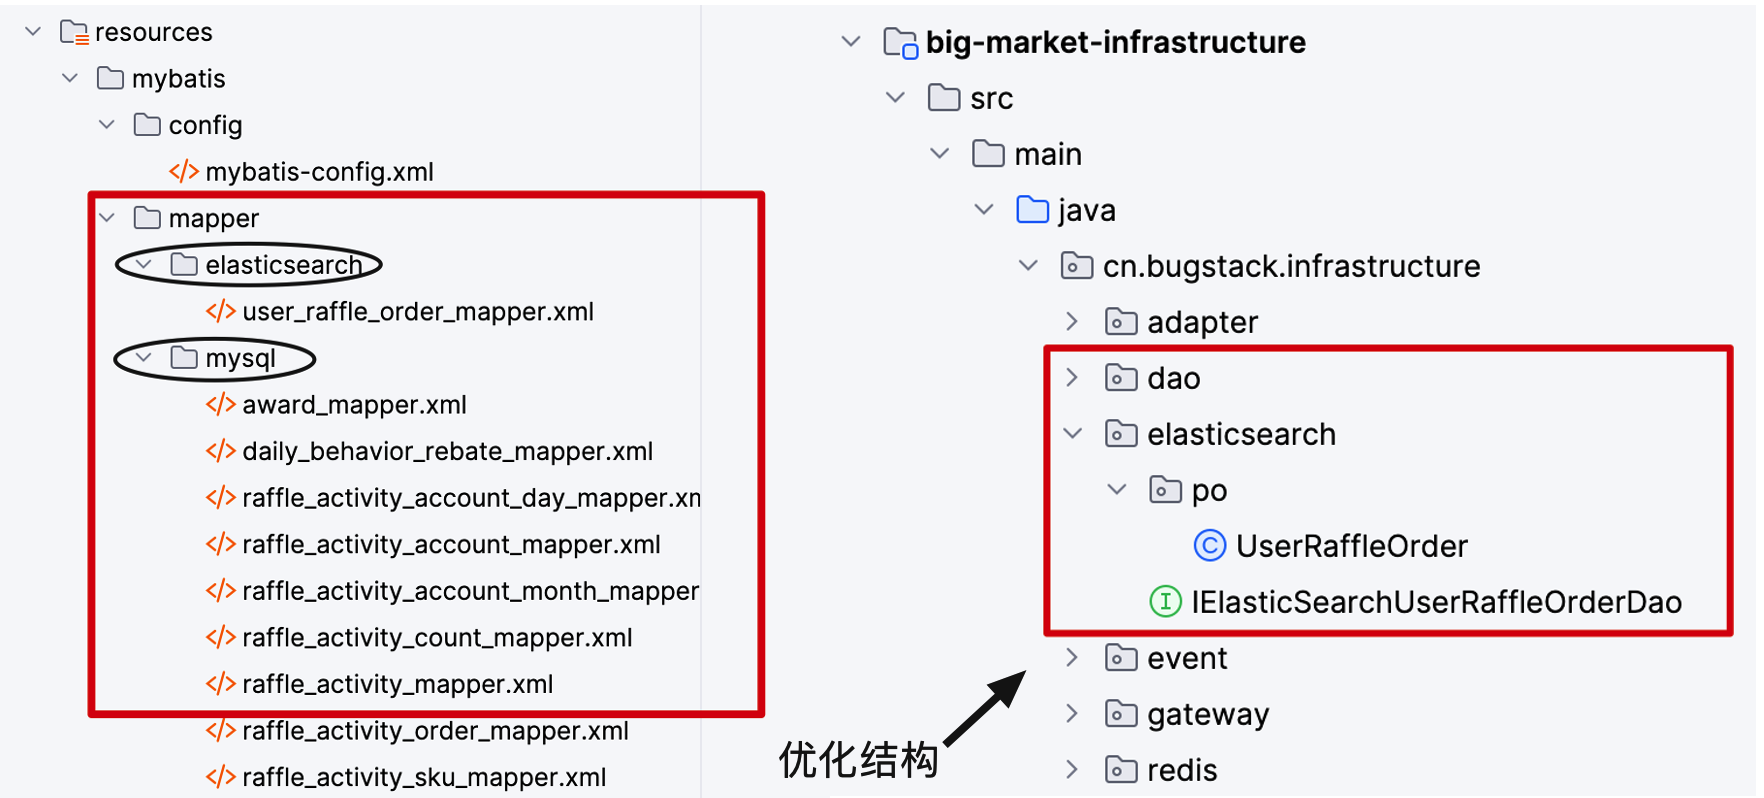 resources
mybatis
config
mybatis-config.xml
mapper
elasticsearch
user_raffle_order_mapper.xml
mysql
award_mapper.xml
daily_behavior_rebate_mapper.xml
raffle_activity_account_day_mapper.xm
raffle_activity_account_mapper.xml
raffle_activity_account_month_mapper
raffle_activity_count_mapper.xml
raffle_activity_mapper.xml
raffle_activity_order_mapper.xml
raffle_activity_sku_mapper.xml
big-market-infrastructure
src
main
java
cn.bugstack.infrastructure
adapter
dao
elasticsearch
po
UserRaffleOrder
IElasticSearchUserRaffleOrderDao
event
gateway
redis
优化结构